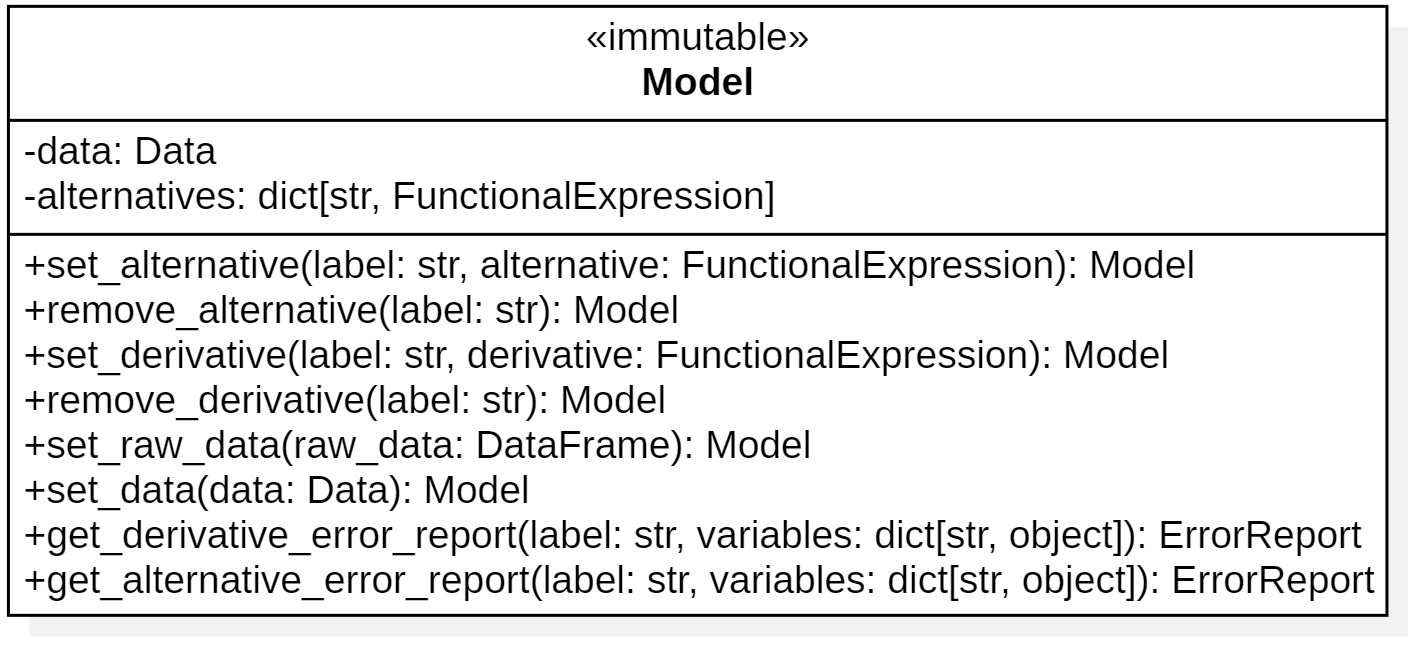 «immutable»
Model
-data: Data
-alternatives: dict[str, FunctionalExpression]
+set_alternative(label: str, alternative: FunctionalExpression): Model
+remove_alternative(label: str): Model
+set_derivative(label: str, derivative: FunctionalExpression): Model
+remove_derivative(label: str): Model
+set_raw_data(raw_data: DataFrame): Model
+set_data(data: Data): Model
+get_derivative_error_report(label: str, variables: dict[str, object]): ErrorReport
+get_alternative_error_report(label: str, variables: dict[str, object]): ErrorReport